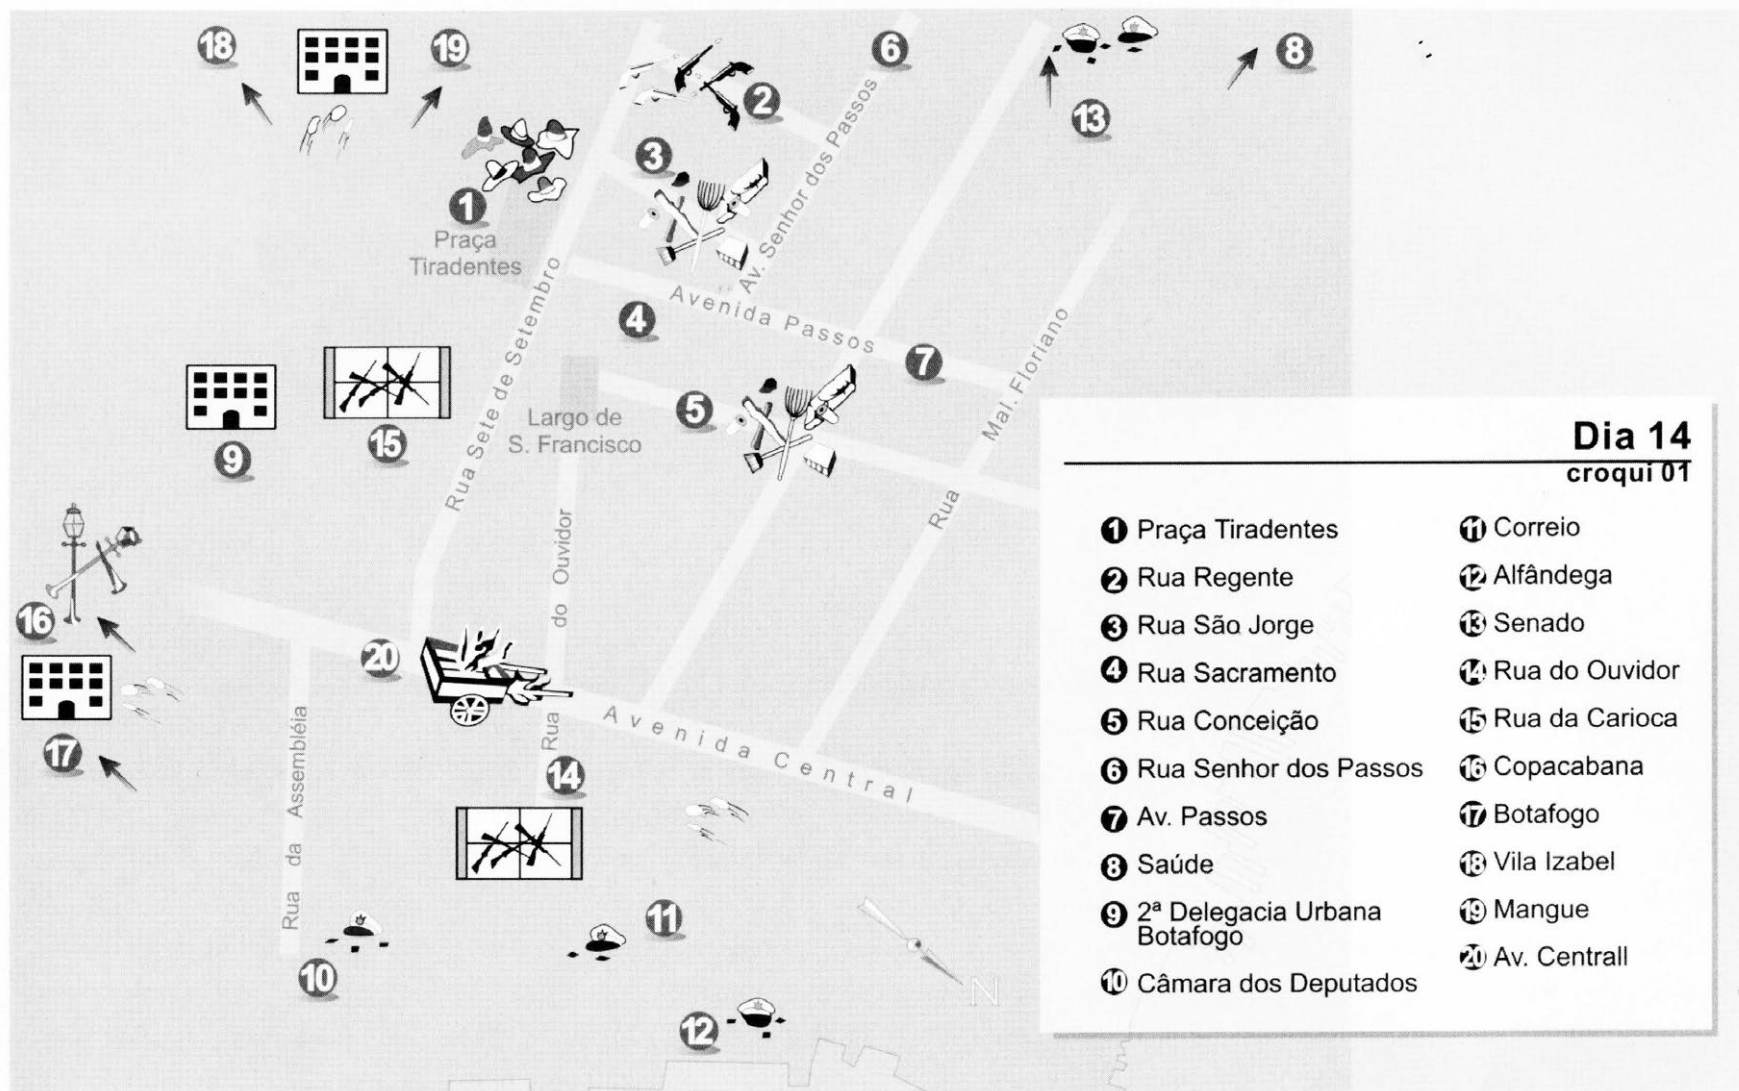 18
19
6
8
2
13
3
1
Praça
Tiradentes
Av. Senhor dos Passos
4
Avenida Passos
7
Rua Sete de Setembro
Rua Mal. Floriano
5
Largo de
S. Francisco
9
15
16
17
20
Rua do Ouvidor
Avenida Central
Rua da Assembléia
14
11
10
12
N
Dia 14
croqui 01
1 Praça Tiradentes
2 Rua Regente
3 Rua São Jorge
4 Rua Sacramento
5 Rua Conceição
6 Rua Senhor dos Passos
7 Av. Passos
8 Saúde
9 2ª Delegacia Urbana
Botafogo
10 Câmara dos Deputados
11 Correio
12 Alfândega
13 Senado
14 Rua do Ouvidor
15 Rua da Carioca
16 Copacabana
17 Botafogo
18 Vila Izabel
19 Mangue
20 Av. Centrall